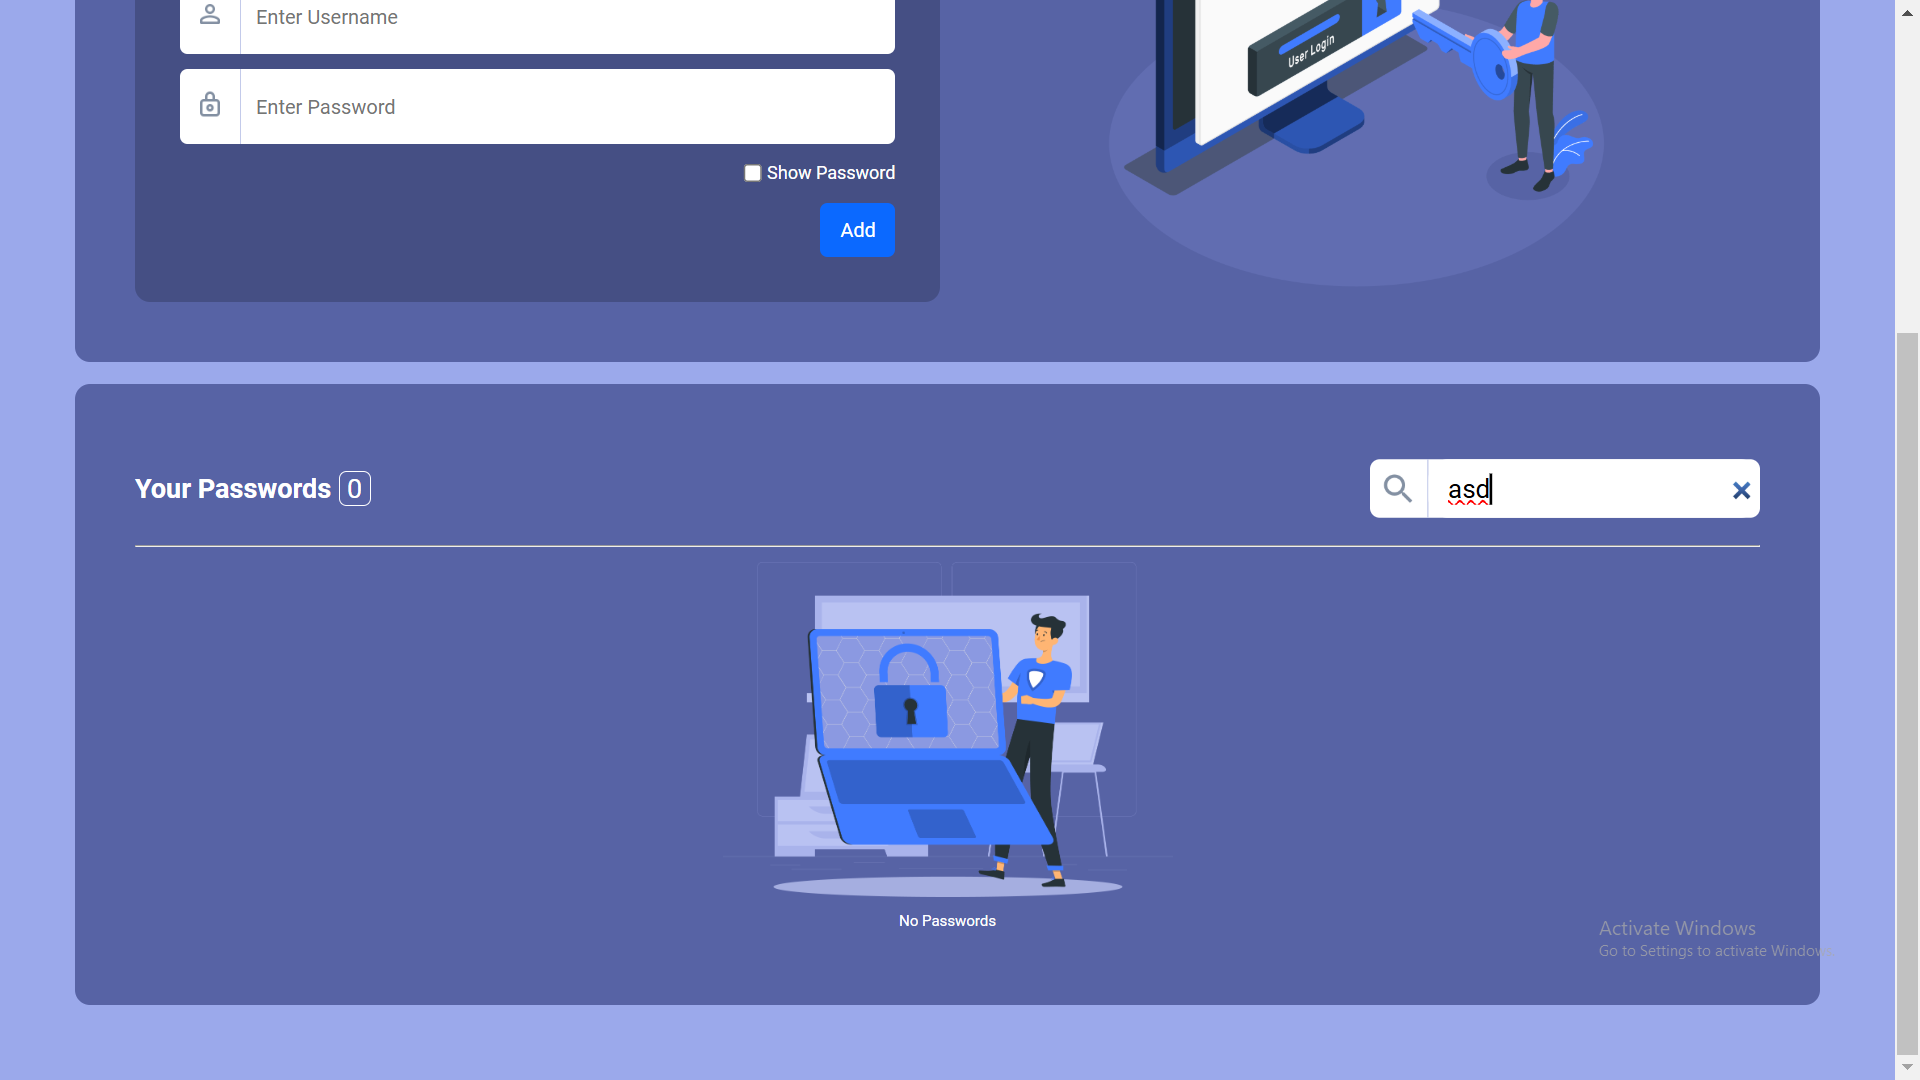 Enter Username
User Login
Enter Password
Show Password
Add
Your Passwords 0
asd
No Passwords
Activate Windows
Go to Settings to activate Windows